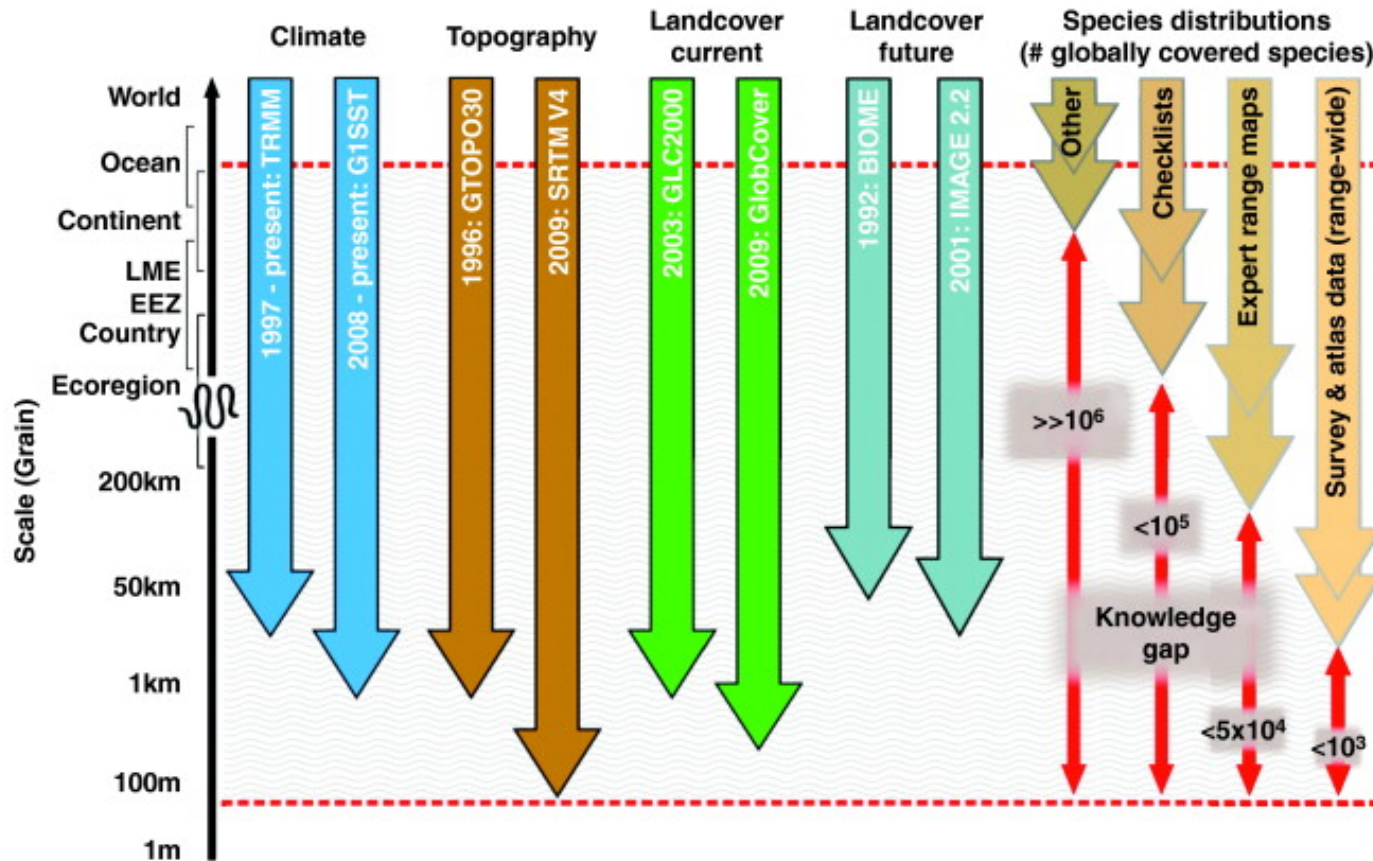 Climate
Topography
Landcover
current
Landcover
future
Species distributions
(# globally covered species)
Scale (Grain)
World
Ocean
Continent
LME
EEZ
Country
Ecoregion
200km
50km
1km
100m
1m
1997 - present: TRMM
2008 - present: G1SST
1996: GTOPO30
2009: SRTM V4
2003: GLC2000
2009: GlobCover
1992: BIOME
2001: IMAGE 2.2
Other
Checklists
Expert range maps
Survey & atlas data (range-wide)
>>10⁶
<10⁵
Knowledge
gap
<5x10⁴
<10³